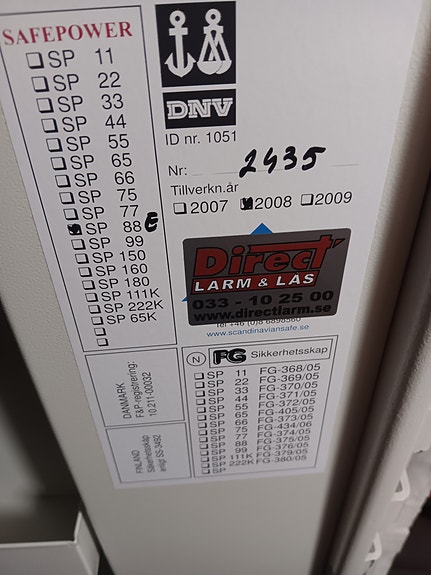 SAFEPOWER
SP 11
SP 22
SP 33
SP 44
SP 55
SP 65
SP 66
SP 75
SP 77
SP 88 E
SP 99
SP 150
SP 160
SP 180
SP 111K
SP 222K
SP 65K
DNV
ID nr. 1051
Nr: 2435
Tillverkn.år
2007 2008 2009
Direct
LARM & LÅS
033 - 10 25 00
www.directlarm.se
Tel +46 (0)8 6598560
www.scandinaviansafe.se
DANMARK
F&P-registrering:
10.211-00032
FINLAND
Sikkerhetsskåp
enligt SS 3492
N FG Sikkerhetsskap
SP 11 FG-368/05
SP 22 FG-369/05
SP 33 FG-370/05
SP 44 FG-371/05
SP 55 FG-372/05
SP 65 FG-405/05
SP 66 FG-373/05
SP 75 FG-434/06
SP 77 FG-374/05
SP 88 FG-375/05
SP 99 FG-376/05
SP 111K FG-379/05
SP 222K FG-380/05
SP